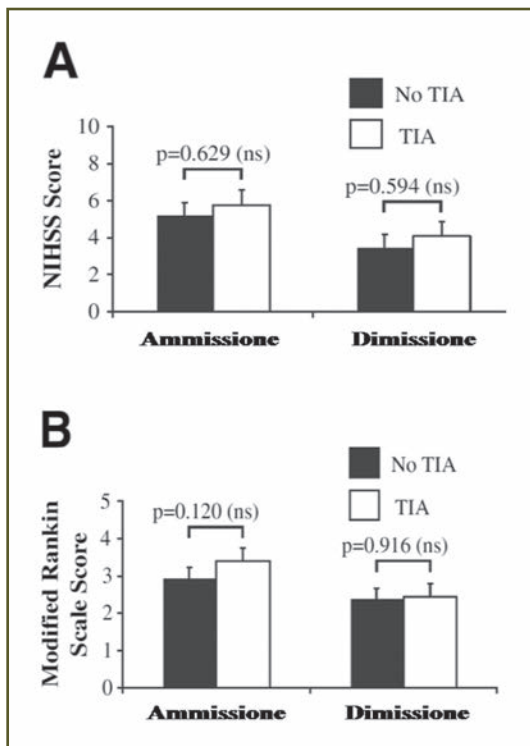 A
No TIA
TIA
NIHSS Score
10
8
6
4
2
0
p=0.629 (ns)
p=0.594 (ns)
Ammissione
Dimissione
B
No TIA
TIA
Modified Rankin
Scale Score
5
4
3
2
1
0
p=0.120 (ns)
p=0.916 (ns)
Ammissione
Dimissione